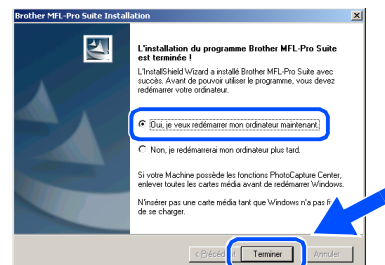 Brother MFL-Pro Suite Installation
L'installation du programme Brother MFL-Pro Suite
est terminée !
L'InstallShield Wizard a installé Brother MFL-Pro Suite avec
succès. Avant de pouvoir utiliser le programme, vous devez
redémarrer votre ordinateur.
Oui, je veux redémarrer mon ordinateur maintenant.
Non, je redémarrerai mon ordinateur plus tard.
Si votre Machine possède les fonctions PhotoCapture Center,
enlever toutes les cartes média avant de redémarrer Windows.
N'insérer pas une carte média tant que Windows n'a pas
de se charger.
Terminer
Annuler